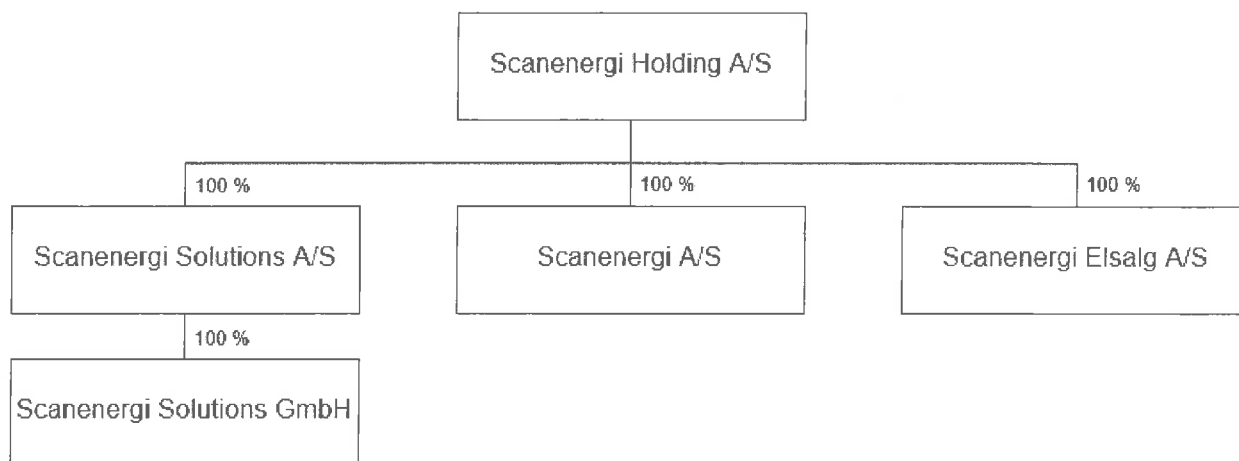 Scanenergi Holding A/S
100 %
100 %
100 %
Scanenergi Solutions A/S
Scanenergi A/S
Scanenergi Elsalg A/S
100 %
Scanenergi Solutions GmbH